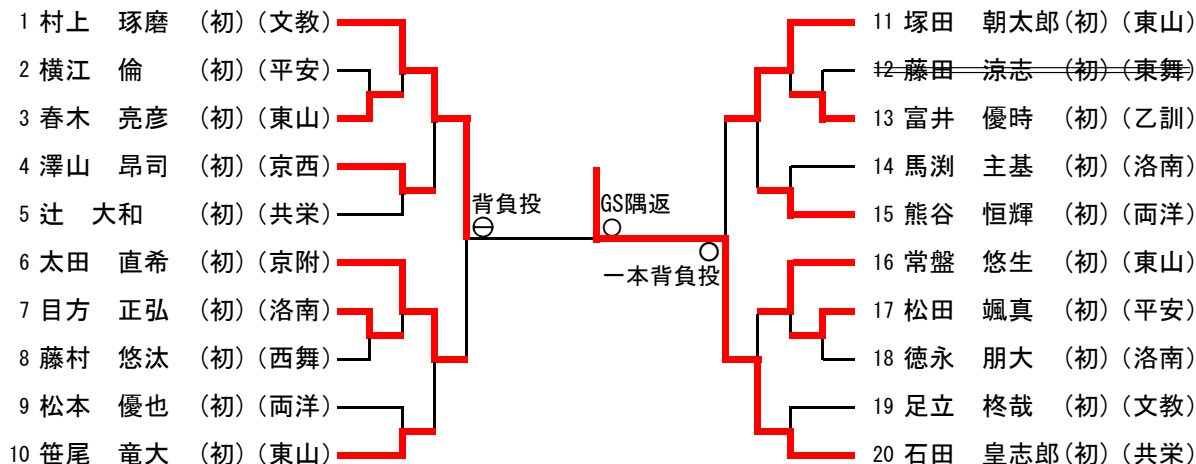 1 村上 琢磨 (初)(文教)
2 横江 倫 (初)(平安)
3 春木 亮彦 (初)(東山)
4 澤山 昂司 (初)(京西)
5 辻 大和 (初)(共栄)
6 太田 直希 (初)(京附)
7 目方 正弘 (初)(洛南)
8 藤村 悠汰 (初)(西舞)
9 松本 優也 (初)(両洋)
10 笹尾 竜大 (初)(東山)
背負投
GS隅返
一本背負投
11 塚田 朝太郎(初)(東山)
12 藤田 涼志 (初)(東舞)
13 富井 優時 (初)(乙訓)
14 馬渕 主基 (初)(洛南)
15 熊谷 恒輝 (初)(両洋)
16 常盤 悠生 (初)(東山)
17 松田 颯真 (初)(平安)
18 徳永 朋大 (初)(洛南)
19 足立 柊哉 (初)(文教)
20 石田 皇志郎(初)(共栄)